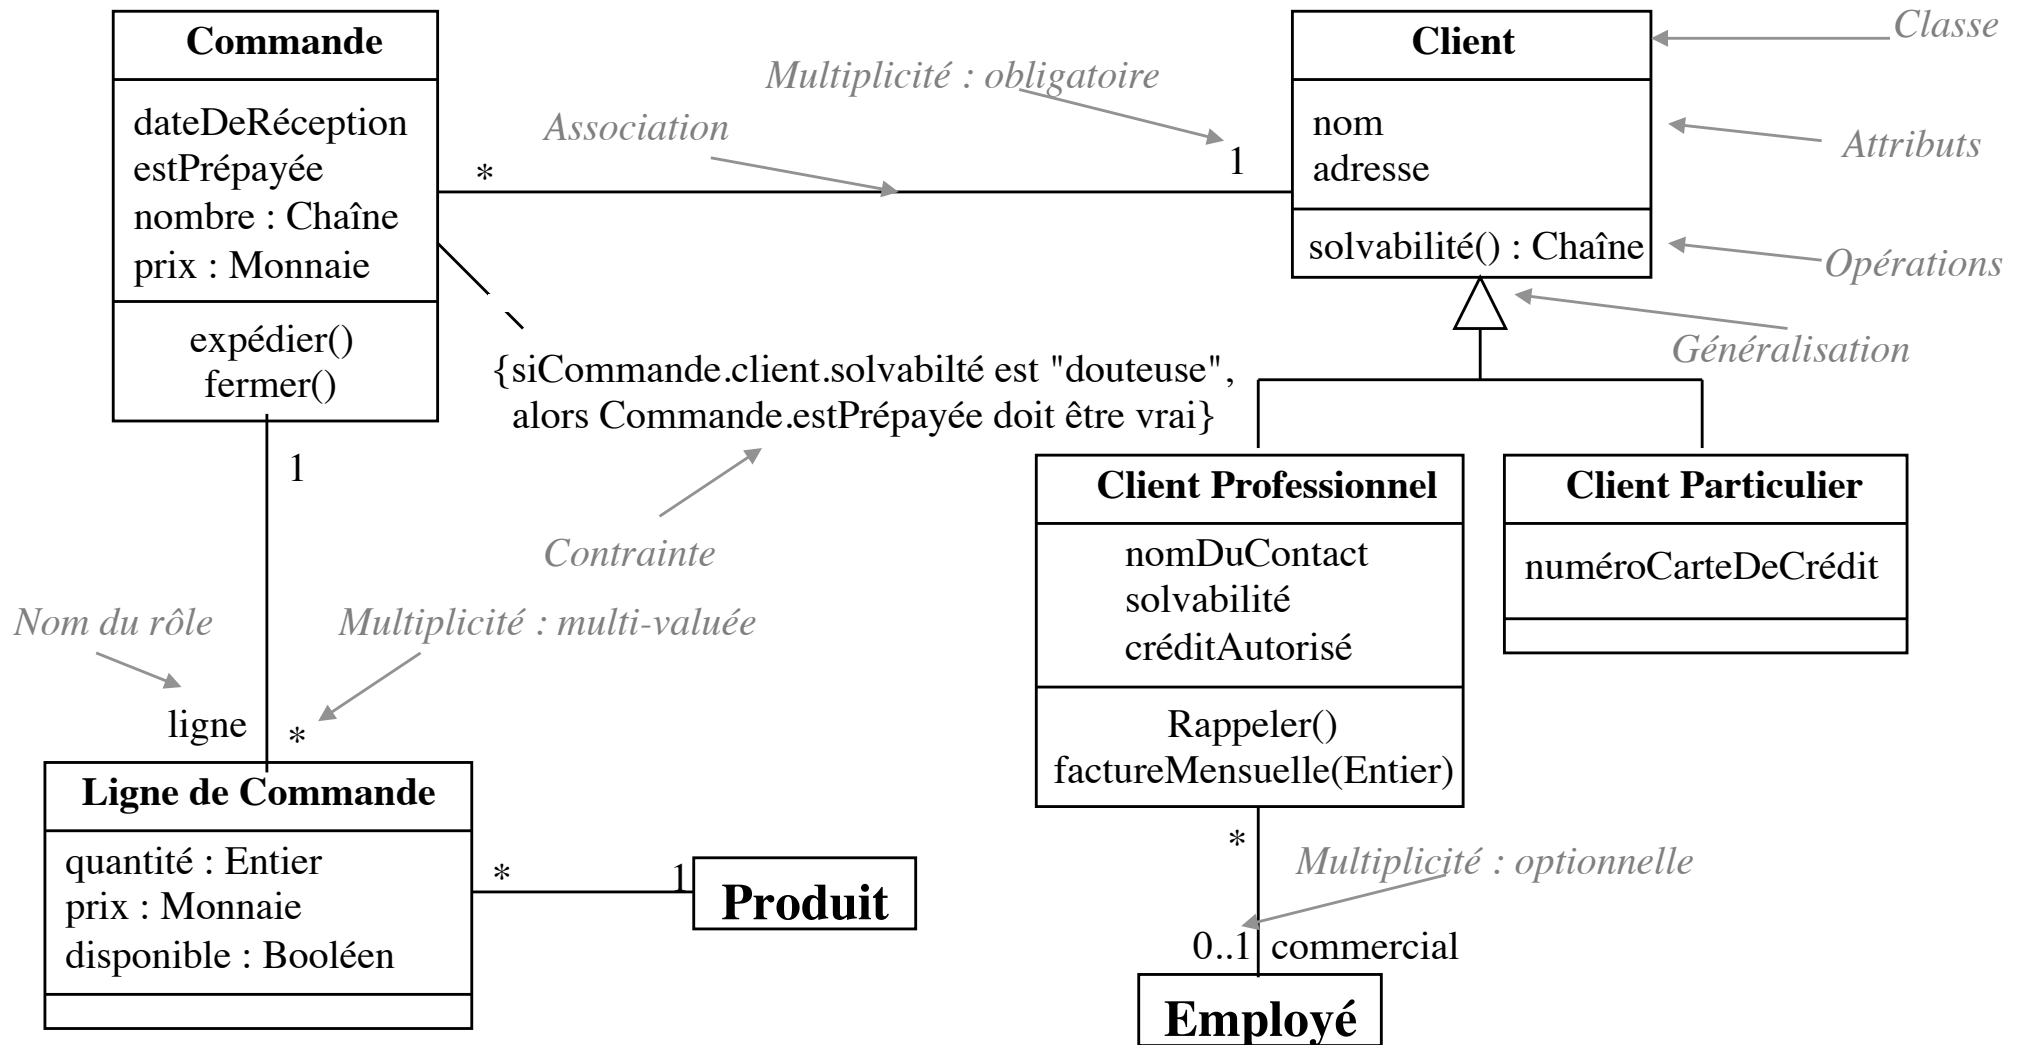 Commande
dateDeRéception
estPrépayée
nombre : Chaîne
prix : Monnaie
expédier()
fermer()
Association
Multiplicité : obligatoire
*
1
Client
nom
adresse
solvabilité() : Chaîne
Classe
Attributs
Opérations
Généralisation
{siCommande.client.solvabilté est "douteuse",
alors Commande.estPrépayée doit être vrai}
Contrainte
1
Nom du rôle
Multiplicité : multi-valuée
ligne
*
Ligne de Commande
quantité : Entier
prix : Monnaie
disponible : Booléen
*
1
Produit
Client Professionnel
nomDuContact
solvabilité
créditAutorisé
Rappeler()
factureMensuelle(Entier)
Client Particulier
numéroCarteDeCrédit
*
Multiplicité : optionnelle
0..1
commercial
Employé